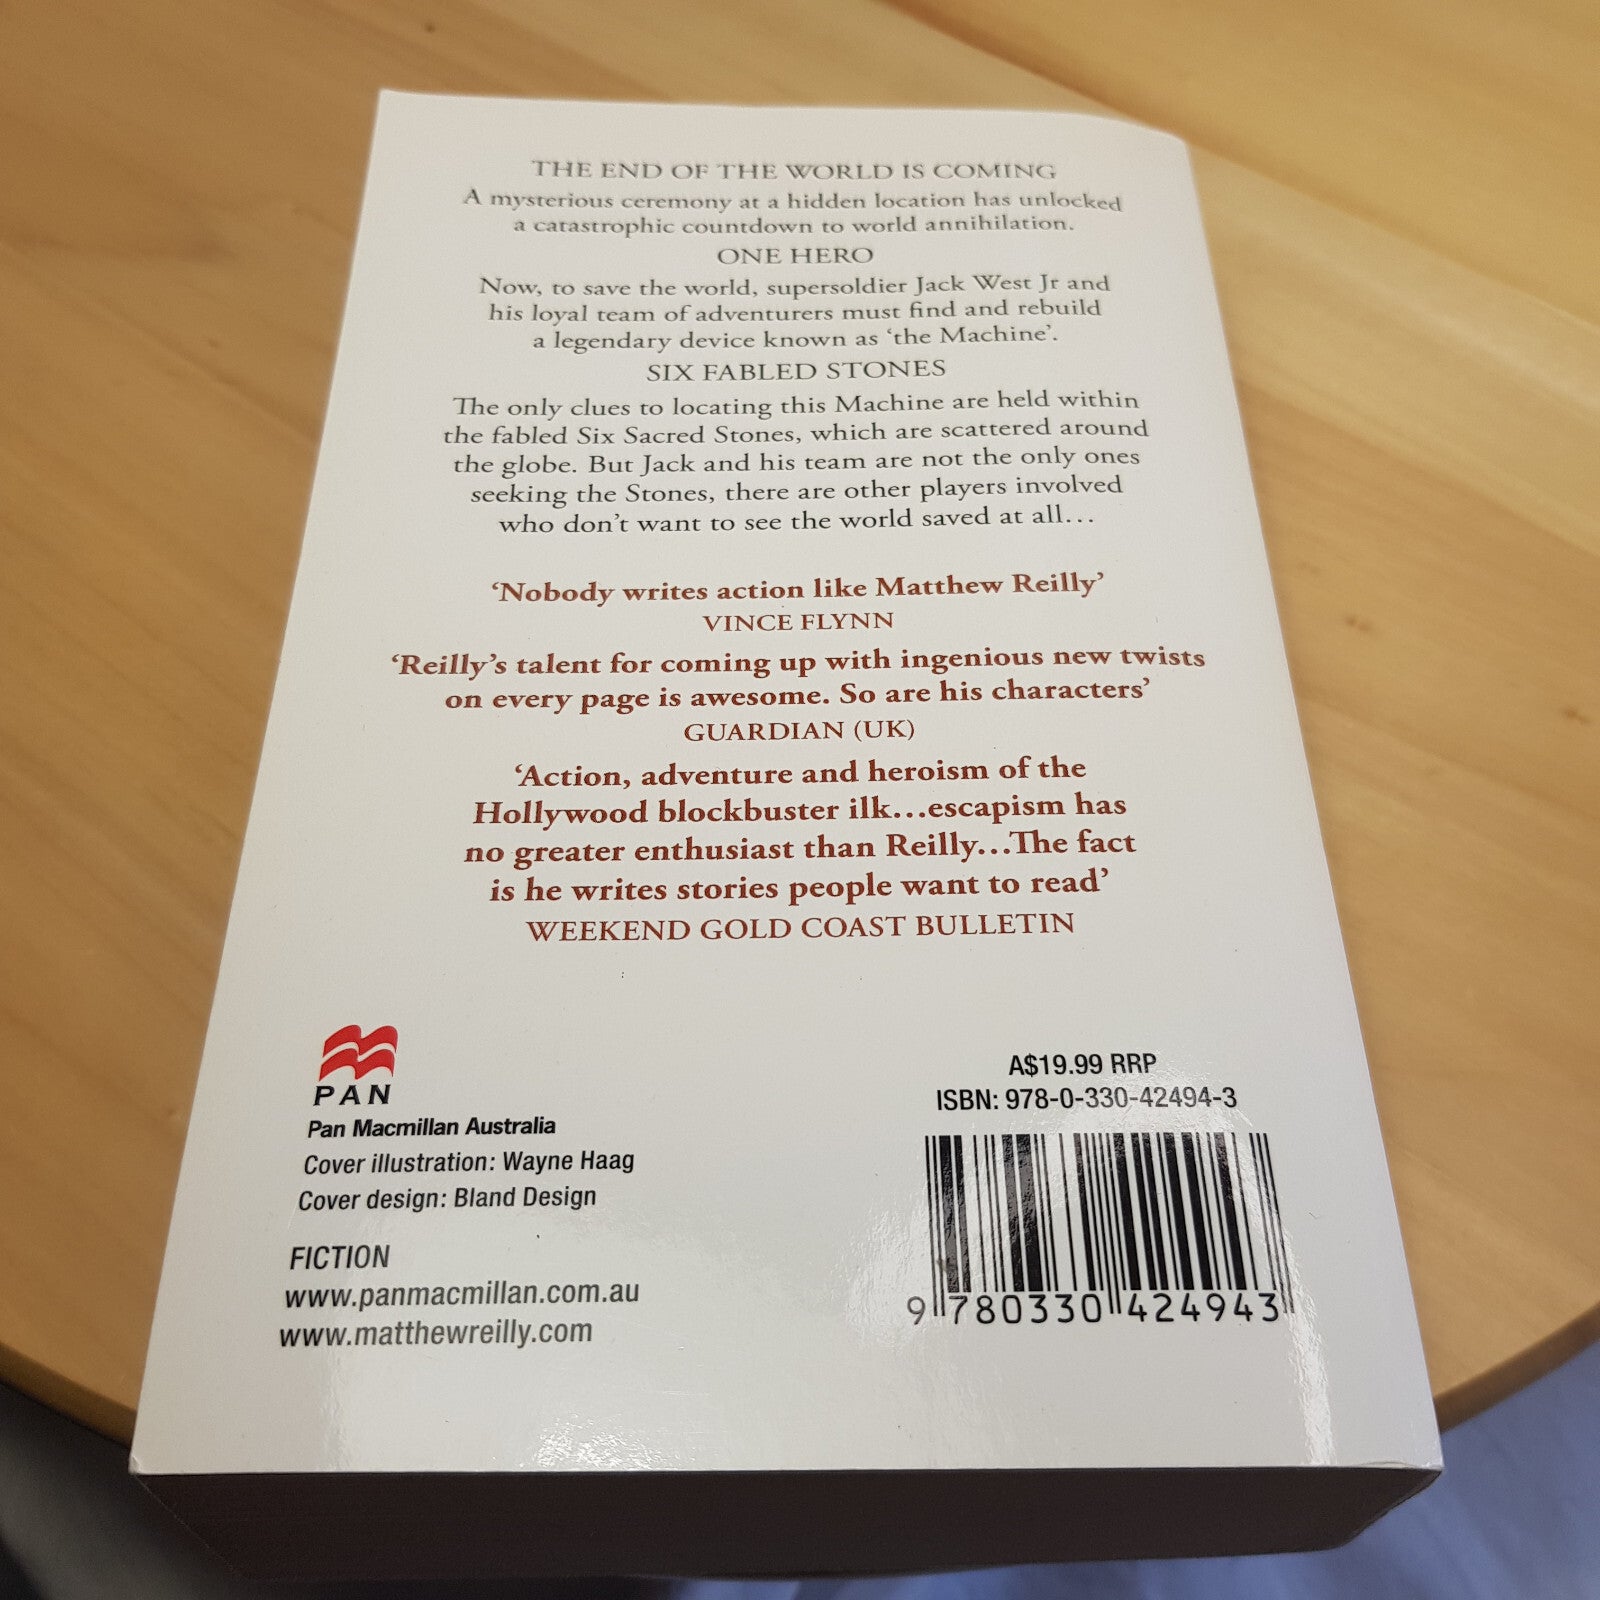 THE END OF THE WORLD IS COMING
A mysterious ceremony at a hidden location has unlocked
a catastrophic countdown to world annihilation.
ONE HERO
Now, to save the world, supersoldier Jack West Jr and
his loyal team of adventurers must find and rebuild
a legendary device known as ‘the Machine’.
SIX FABLED STONES
The only clues to locating this Machine are held within
the fabled Six Sacred Stones, which are scattered around
the globe. But Jack and his team are not the only ones
seeking the Stones, there are other players involved
who don’t want to see the world saved at all…
‘Nobody writes action like Matthew Reilly’
VINCE FLYNN
‘Reilly’s talent for coming up with ingenious new twists
on every page is awesome. So are his characters’
GUARDIAN (UK)
‘Action, adventure and heroism of the
Hollywood blockbuster ilk…escapism has
no greater enthusiast than Reilly…The fact
is he writes stories people want to read’
WEEKEND GOLD COAST BULLETIN
PAN
Pan Macmillan Australia
Cover illustration: Wayne Haag
Cover design: Bland Design
FICTION
www.panmacmillan.com.au
www.matthewreilly.com
A$19.99 RRP
ISBN: 978-0-330-42494-3
9 780330 424943